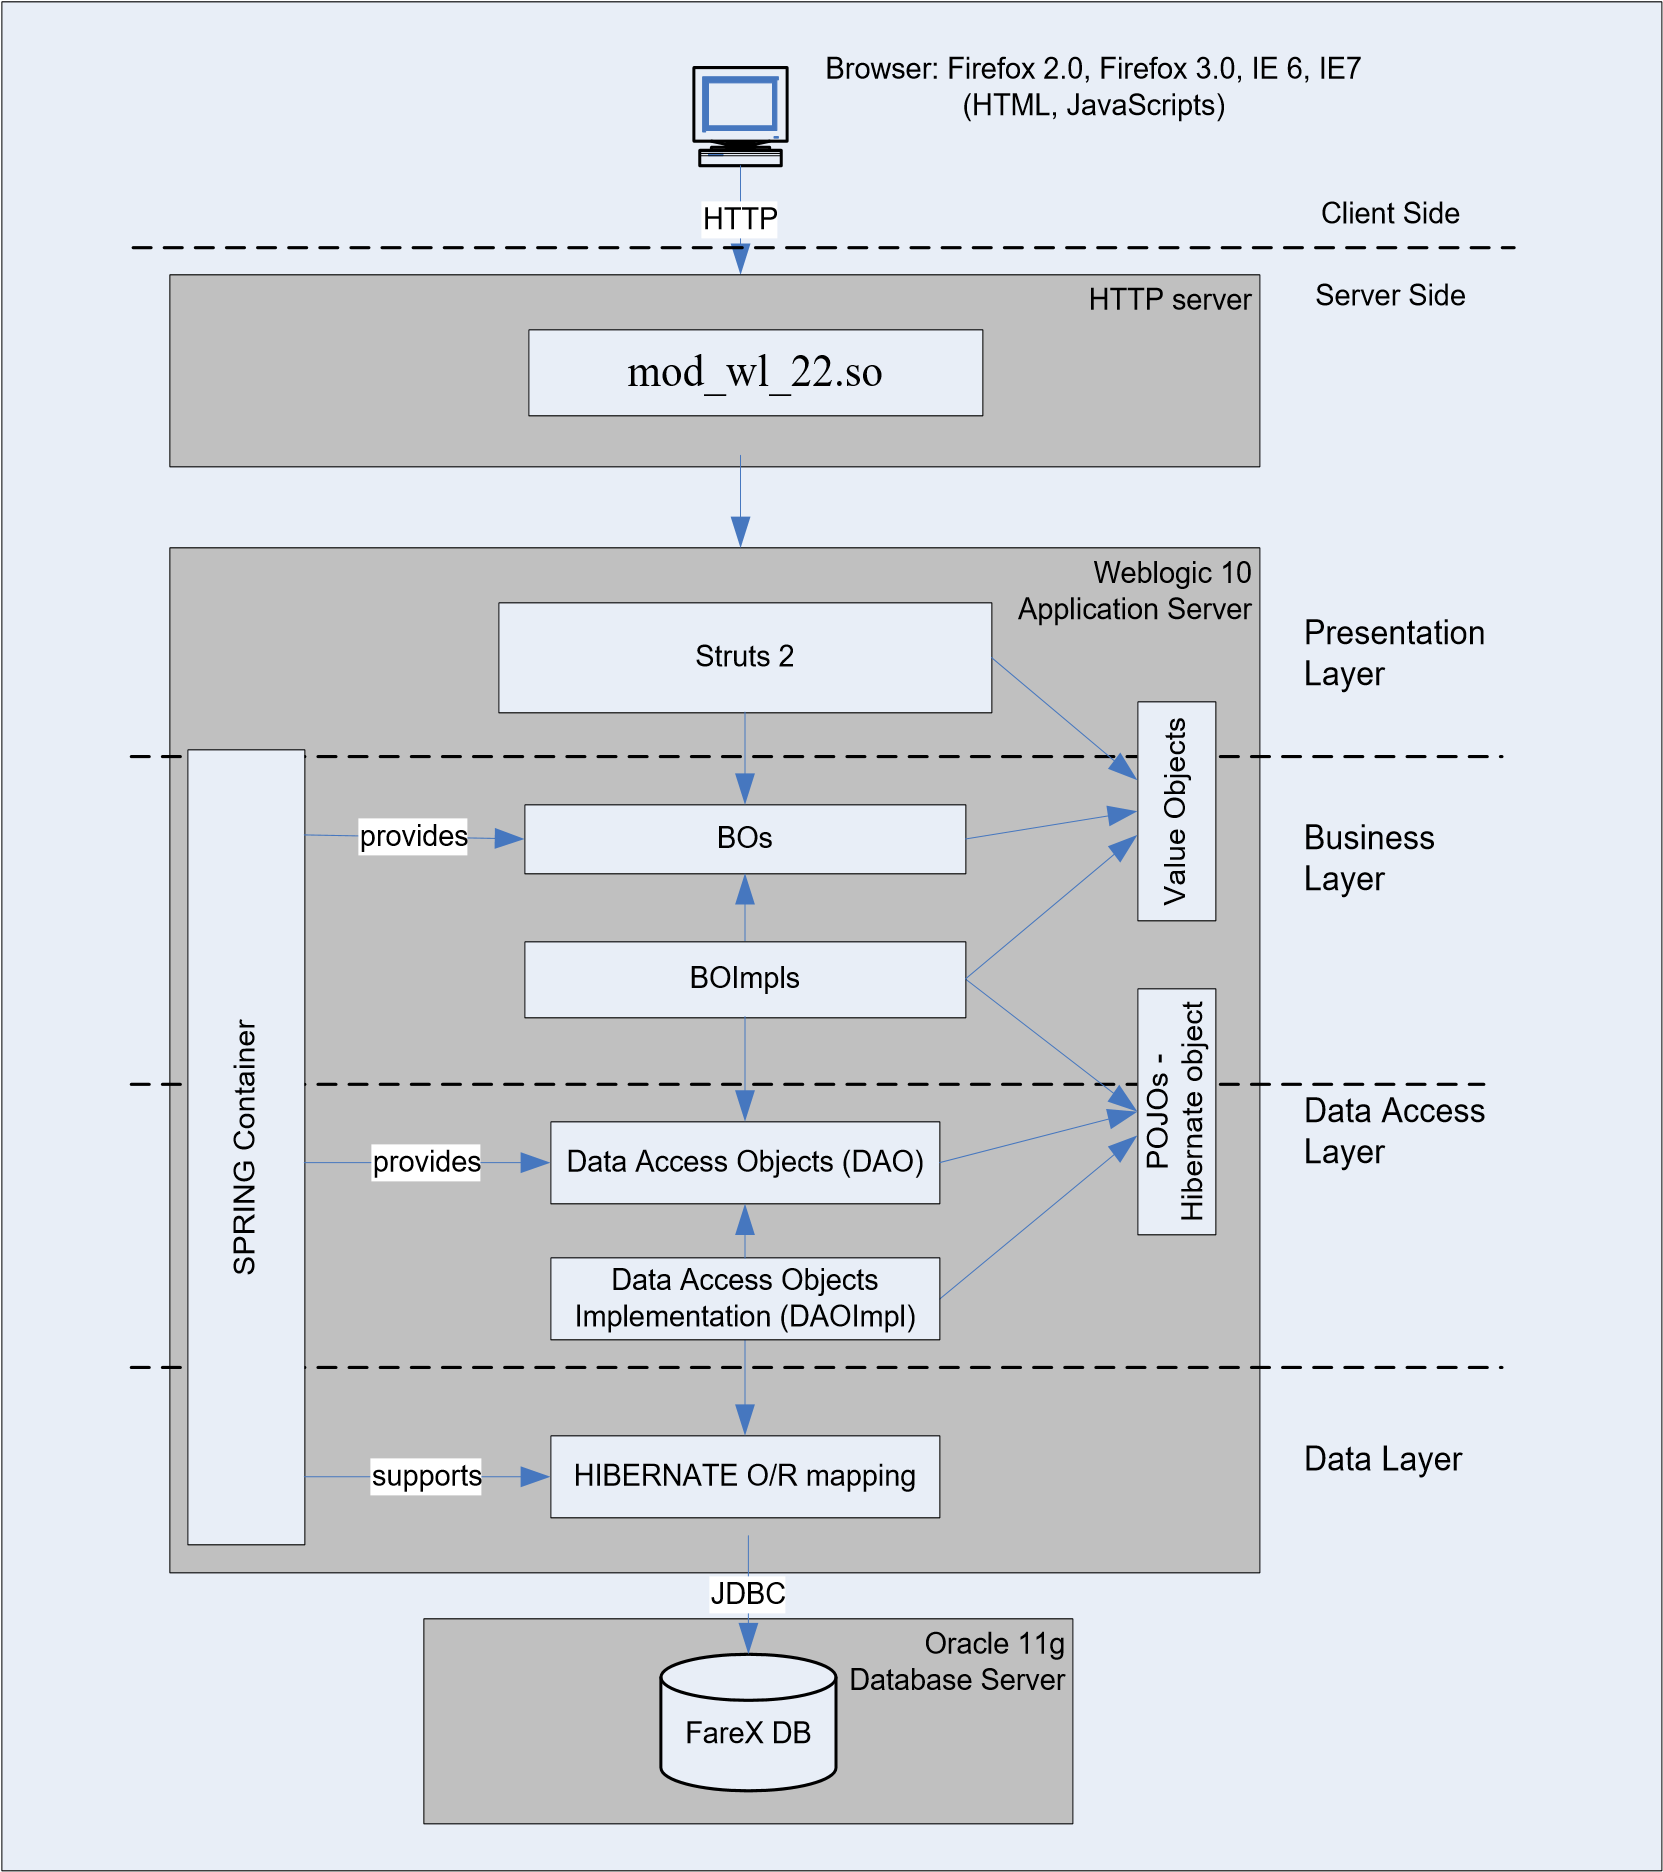 Browser: Firefox 2.0, Firefox 3.0, IE 6, IE7
(HTML, JavaScripts)
HTTP
Client Side
Server Side
HTTP server
mod_wl_22.so
Weblogic 10
Application Server
Struts 2
Presentation
Layer
Value Objects
provides
BOs
Business
Layer
BOImpls
SPRING Container
POJOs -
Hibernate object
Data Access
Layer
provides
Data Access Objects (DAO)
Data Access Objects
Implementation (DAOImpl)
supports
HIBERNATE O/R mapping
Data Layer
JDBC
Oracle 11g
Database Server
FareX DB